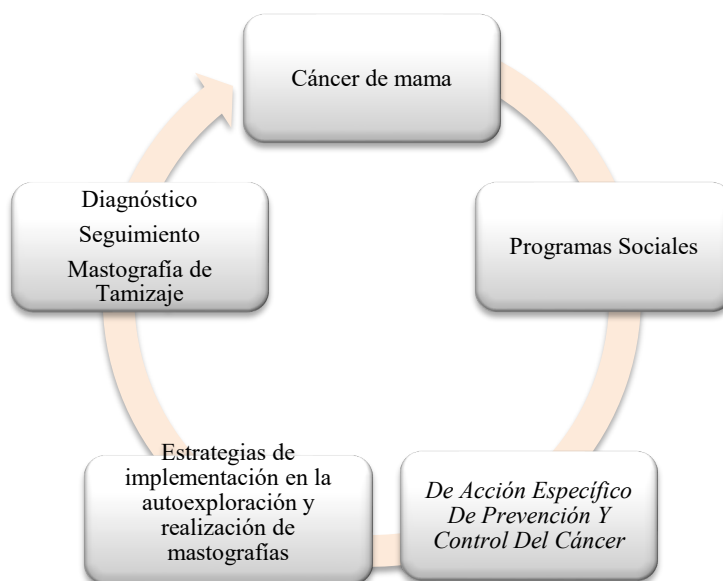 Cáncer de mama
Programas Sociales
De Acción Específico
De Prevención Y
Control Del Cáncer
Estrategias de
implementación en la
autoexploración y
realización de
mastografías
Diagnóstico
Seguimiento
Mastografía de
Tamizaje